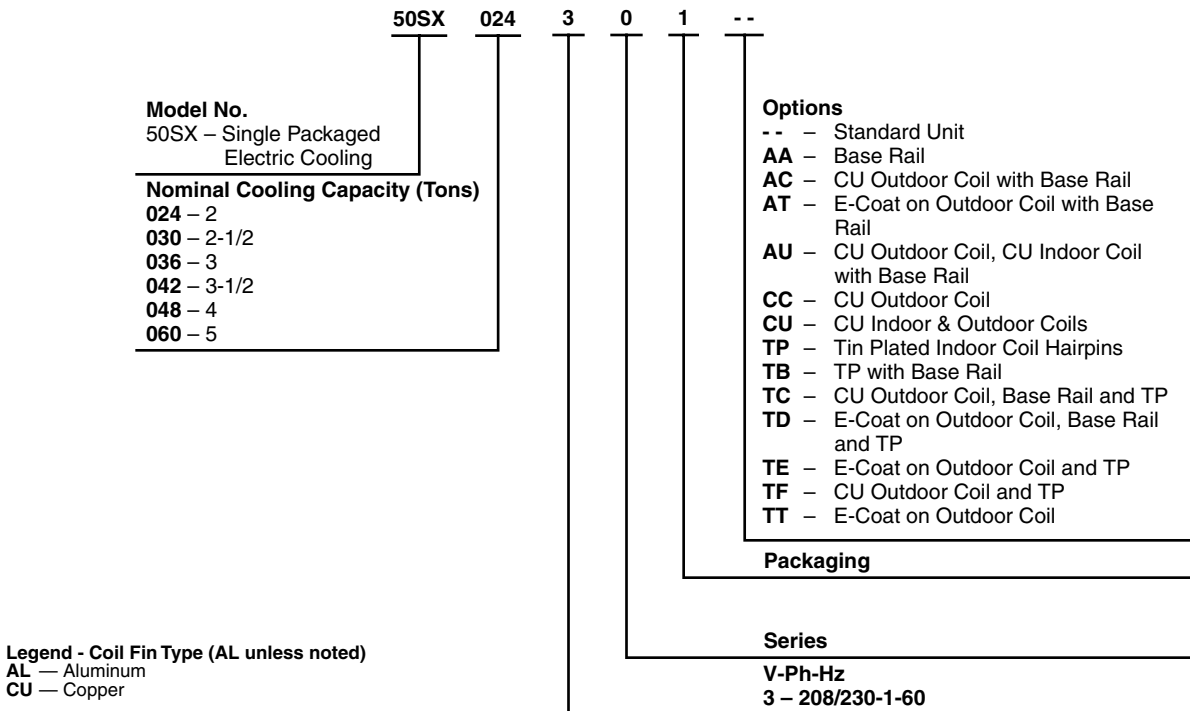 50SX 024 3 0 1 - -
Model No.
50SX – Single Packaged
Electric Cooling
Nominal Cooling Capacity (Tons)
024 – 2
030 – 2-1/2
036 – 3
042 – 3-1/2
048 – 4
060 – 5
Options
- - – Standard Unit
AA – Base Rail
AC – CU Outdoor Coil with Base Rail
AT – E-Coat on Outdoor Coil with Base
Rail
AU – CU Outdoor Coil, CU Indoor Coil
with Base Rail
CC – CU Outdoor Coil
CU – CU Indoor & Outdoor Coils
TP – Tin Plated Indoor Coil Hairpins
TB – TP with Base Rail
TC – CU Outdoor Coil, Base Rail and TP
TD – E-Coat on Outdoor Coil, Base Rail
and TP
TE – E-Coat on Outdoor Coil and TP
TF – CU Outdoor Coil and TP
TT – E-Coat on Outdoor Coil
Packaging
Series
V-Ph-Hz
3 – 208/230-1-60
Legend - Coil Fin Type (AL unless noted)
AL — Aluminum
CU — Copper